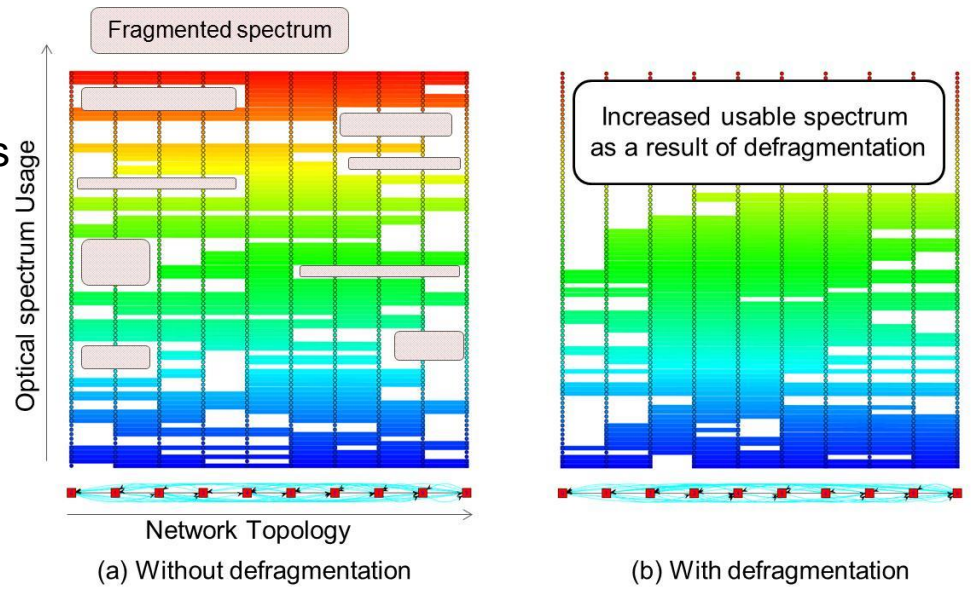 Fragmented spectrum
s
Optical spectrum Usage
Increased usable spectrum
as a result of defragmentation
Network Topology
(a) Without defragmentation
(b) With defragmentation